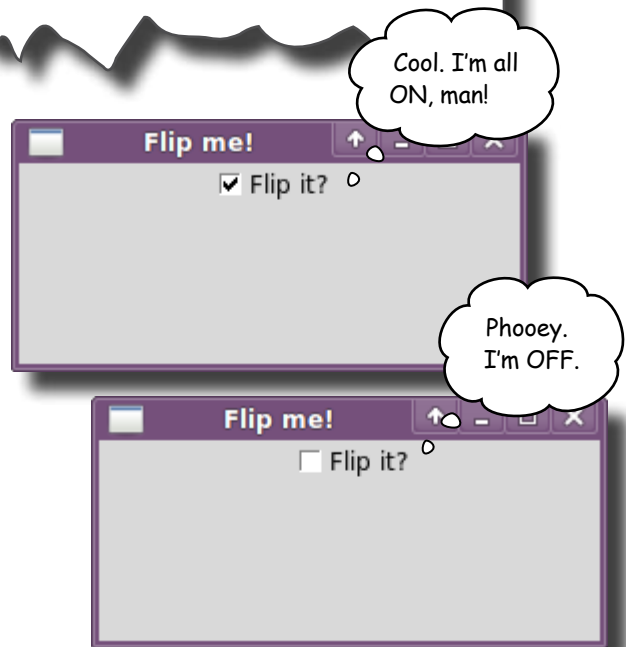 Cool. I'm all
ON, man!
Flip me!
Flip it?
Phooey.
I'm OFF.
Flip me!
Flip it?